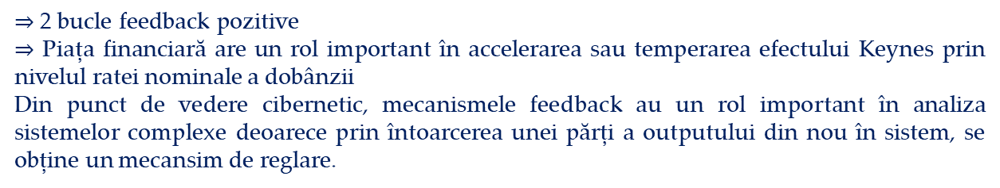 ⇒ 2 bucle feedback pozitive
⇒ Piața financiară are un rol important în accelerarea sau temperarea efectului Keynes prin
nivelul ratei nominale a dobânzii
Din punct de vedere cibernetic, mecanismele feedback au un rol important în analiza
sistemelor complexe deoarece prin întoarcerea unei părți a outputului din nou în sistem, se
obține un mecansim de reglare.